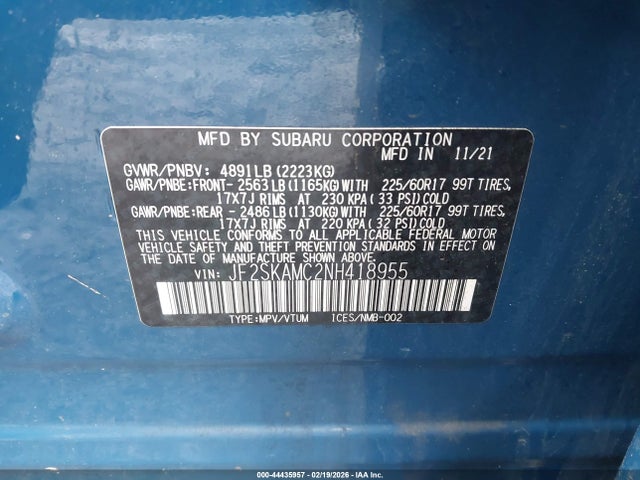 MFD BY SUBARU CORPORATION
MFD IN 11/21
GVWR/PNBV: 4891LB (2223KG)
GAWR/PNBE:FRONT- 2563LB (1165KG)WITH 225/60R17 99T TIRES,
17X7J RIMS AT 230 KPA ( 33 PSI)COLD
GAWR/PNBE:REAR - 2486LB (1130KG)WITH 225/60R17 99T TIRES,
17X7J RIMS AT 220 KPA ( 32 PSI)COLD
THIS VEHICLE CONFORMS TO ALL APPLICABLE FEDERAL MOTOR
VEHICLE SAFETY AND THEFT PREVENTION STANDARDS
IN EFFECT ON THE DATE OF MANUFACTURE SHOWN ABOVE.
VIN: JF2SKAMC2NH418955
TYPE:MPV/VTUM ICES/NMB-002
000-44435957 - 02/19/2026 - © IAA Inc.